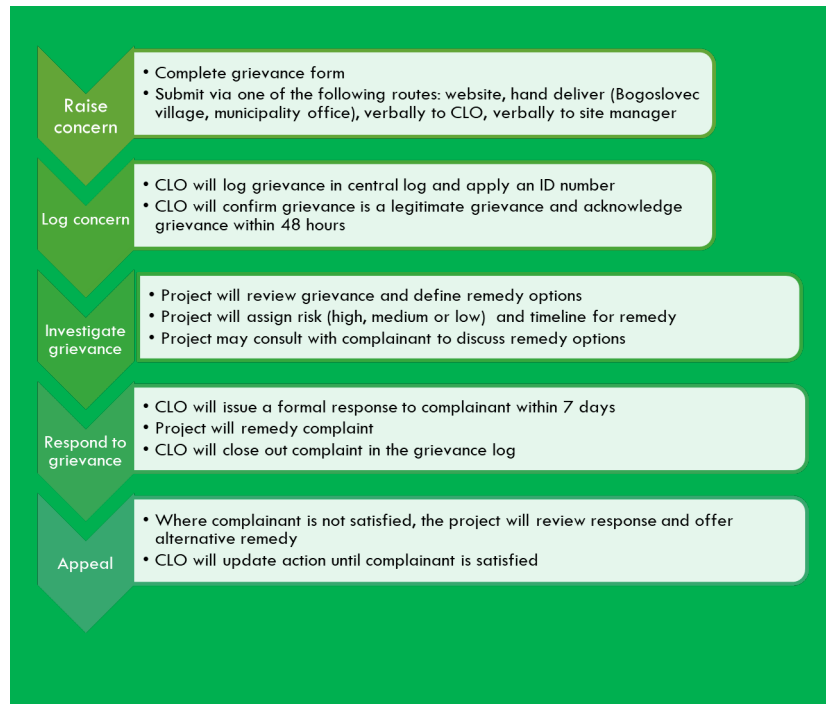 Raise
concern
• Complete grievance form
• Submit via one of the following routes: website, hand deliver (Bogoslovec
village, municipality office), verbally to CLO, verbally to site manager
Log concern
• CLO will log grievance in central log and apply an ID number
• CLO will confirm grievance is a legitimate grievance and acknowledge
grievance within 48 hours
Investigate
grievance
• Project will review grievance and define remedy options
• Project will assign risk (high, medium or low) and timeline for remedy
• Project may consult with complainant to discuss remedy options
Respond to
grievance
• CLO will issue a formal response to complainant within 7 days
• Project will remedy complaint
• CLO will close out complaint in the grievance log
Appeal
• Where complainant is not satisfied, the project will review response and offer
alternative remedy
• CLO will update action until complainant is satisfied